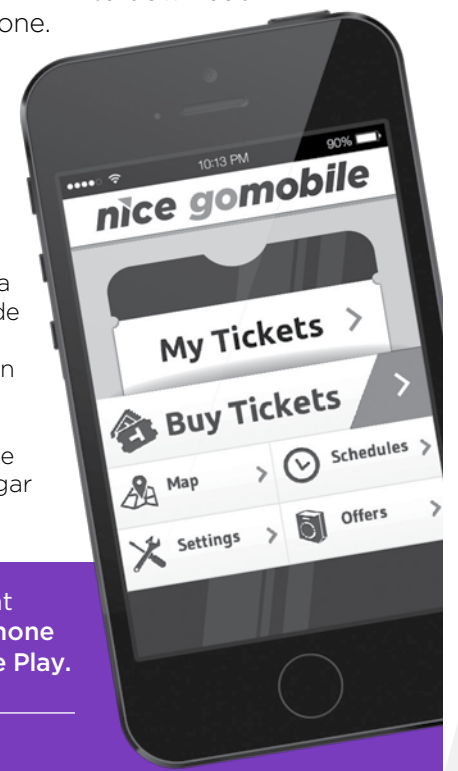 one.
10:13 PM
90%
nice gomobile
My Tickets
Buy Tickets
Map
Schedules
Settings
Offers
a
de
n
e
gar
at
hone
e Play.